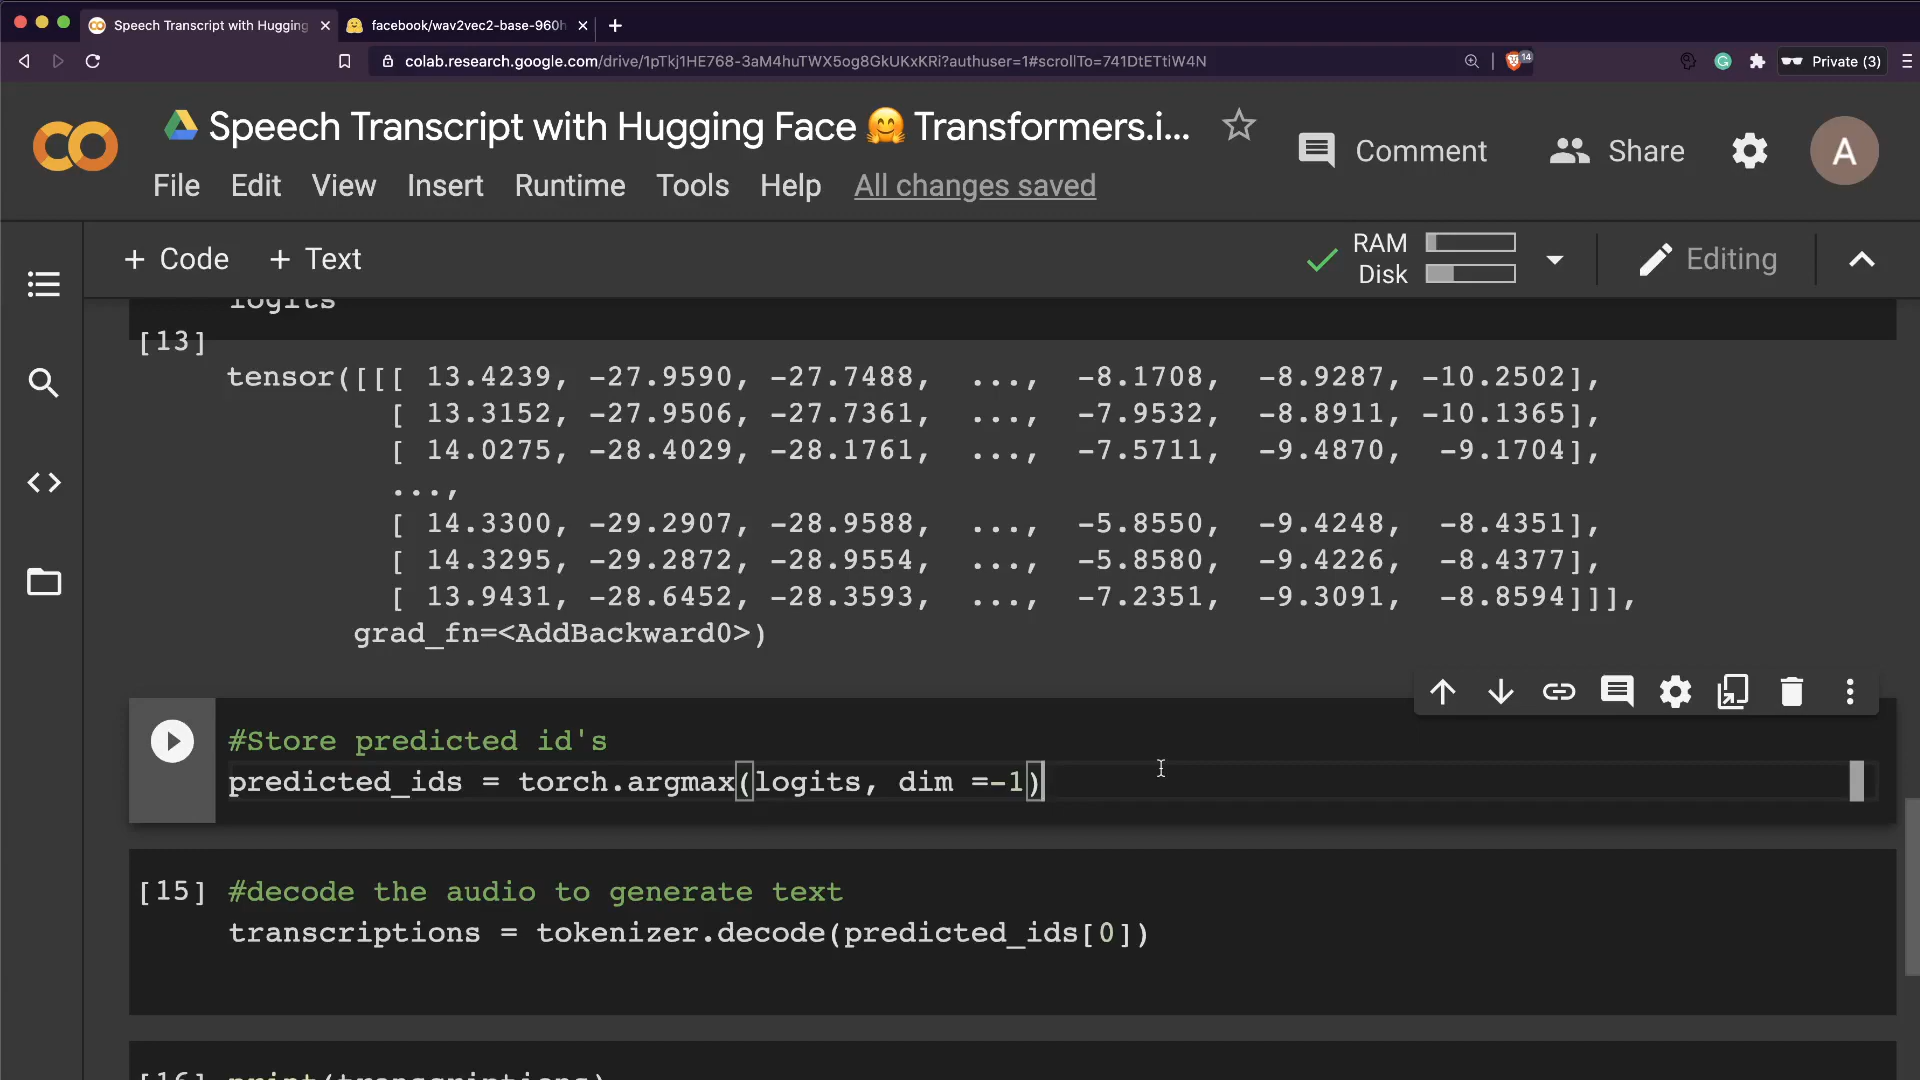 Speech Transcript with Hugging
facebook/wav2vec2-base-960h
colab.research.google.com/drive/1pTkj1HE768-3aM4huTWX5og8GkUKxKRi?authuser=1#scrollTo=741DtETtiW4N
14
Private (3)
Speech Transcript with Hugging Face 🤗 Transformers.i...
Comment
Share
A
File Edit View Insert Runtime Tools Help All changes saved
+ Code + Text
RAM
Disk
Editing
logits
[13]
tensor([[[ 13.4239, -27.9590, -27.7488, ..., -8.1708, -8.9287, -10.2502],
[ 13.3152, -27.9506, -27.7361, ..., -7.9532, -8.8911, -10.1365],
[ 14.0275, -28.4029, -28.1761, ..., -7.5711, -9.4870, -9.1704],
...,
[ 14.3300, -29.2907, -28.9588, ..., -5.8550, -9.4248, -8.4351],
[ 14.3295, -29.2872, -28.9554, ..., -5.8580, -9.4226, -8.4377],
[ 13.9431, -28.6452, -28.3593, ..., -7.2351, -9.3091, -8.8594]]],
grad_fn=<AddBackward0>)
#Store predicted id's
predicted_ids = torch.argmax(logits, dim =-1)
[15] #decode the audio to generate text
transcriptions = tokenizer.decode(predicted_ids[0])
[16] print(transcriptions)